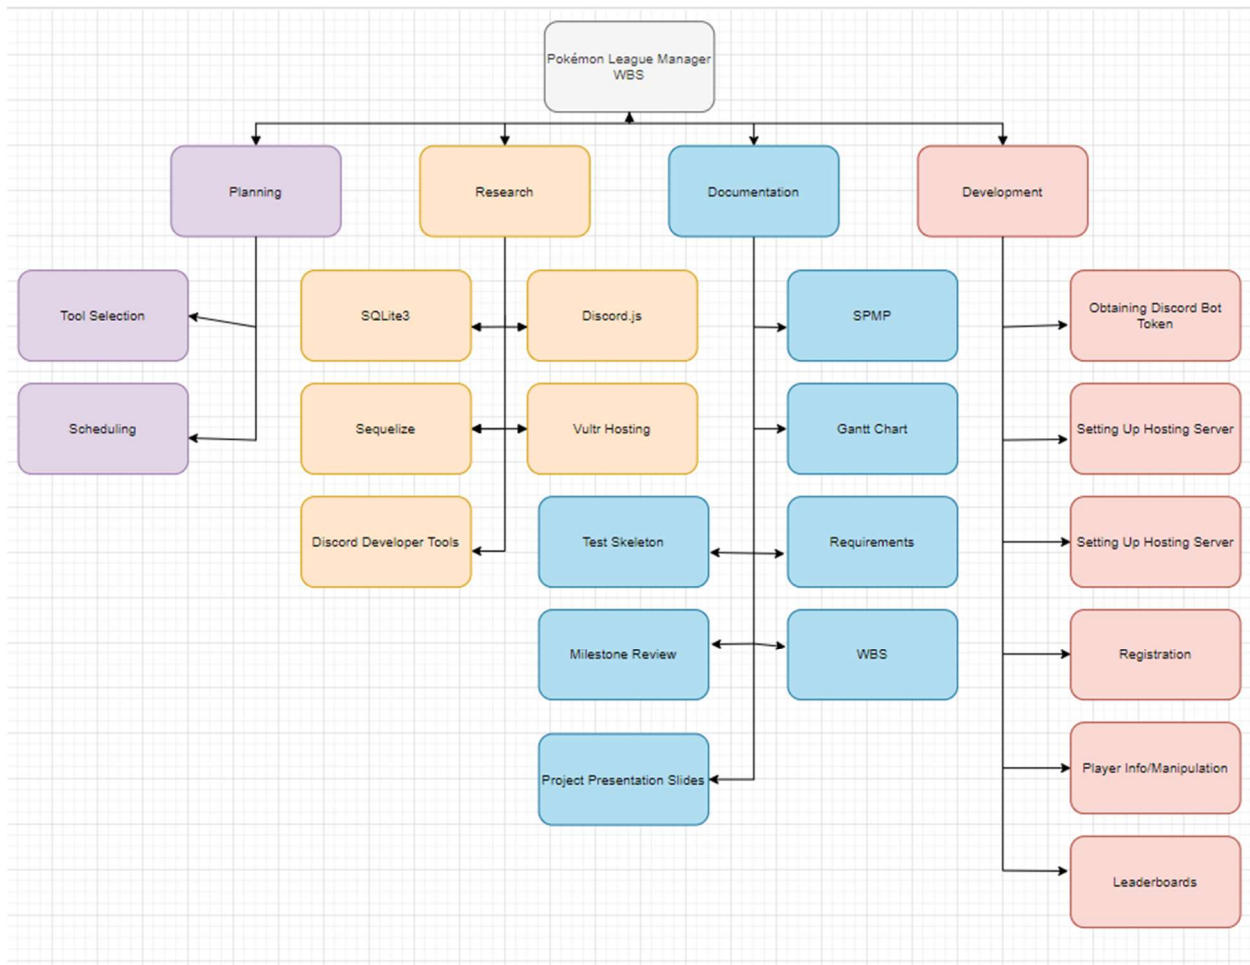 Pokémon League Manager
WBS
Planning
Research
Documentation
Development
Tool Selection
SQLite3
Discord.js
SPMP
Obtaining Discord Bot
Token
Scheduling
Sequelize
Vultr Hosting
Gantt Chart
Setting Up Hosting Server
Discord Developer Tools
Test Skeleton
Requirements
Setting Up Hosting Server
Milestone Review
WBS
Registration
Project Presentation Slides
Player Info/Manipulation
Leaderboards